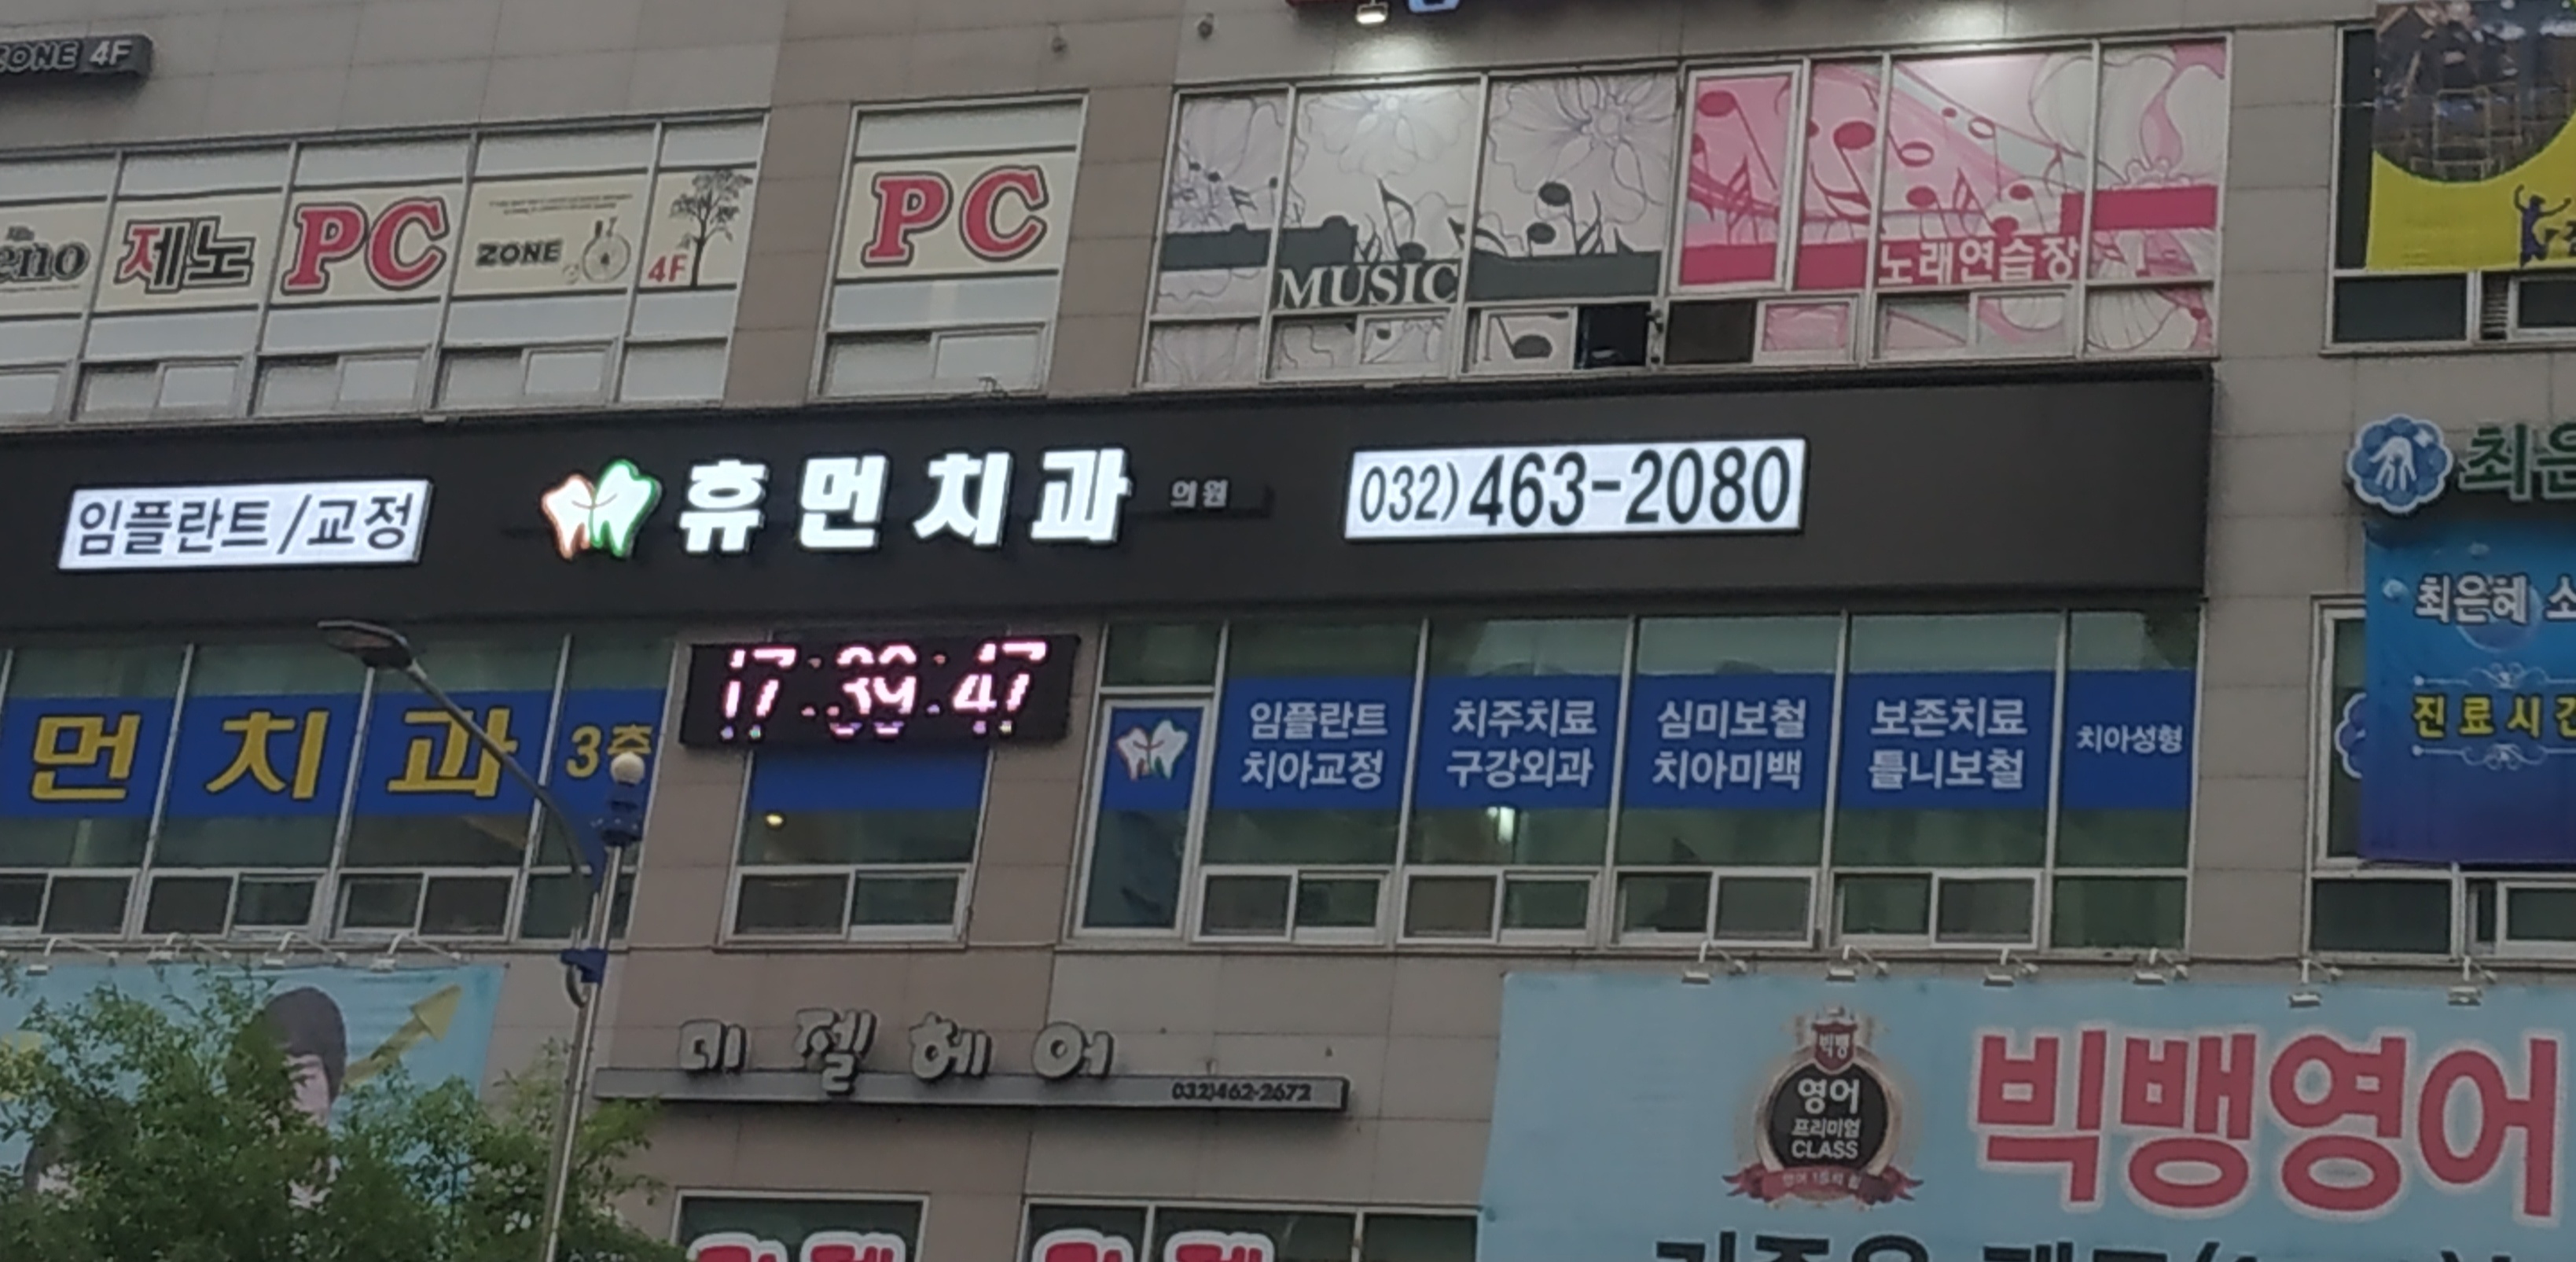 ZONE 4F
제노
PC
ZONE
4F
PC
MUSIC
노래연습장
임플란트/교정
휴먼치과 의원
032)463-2080
17:39:47
먼치과 3층
임플란트
치아교정
치주치료
구강외과
심미보철
치아미백
보존치료
틀니보철
치아성형
최은
최은혜 소
진료시간
미젤헤어
032)462-2672
빅뱅
영어
프리미엄
CLASS
빅뱅영어